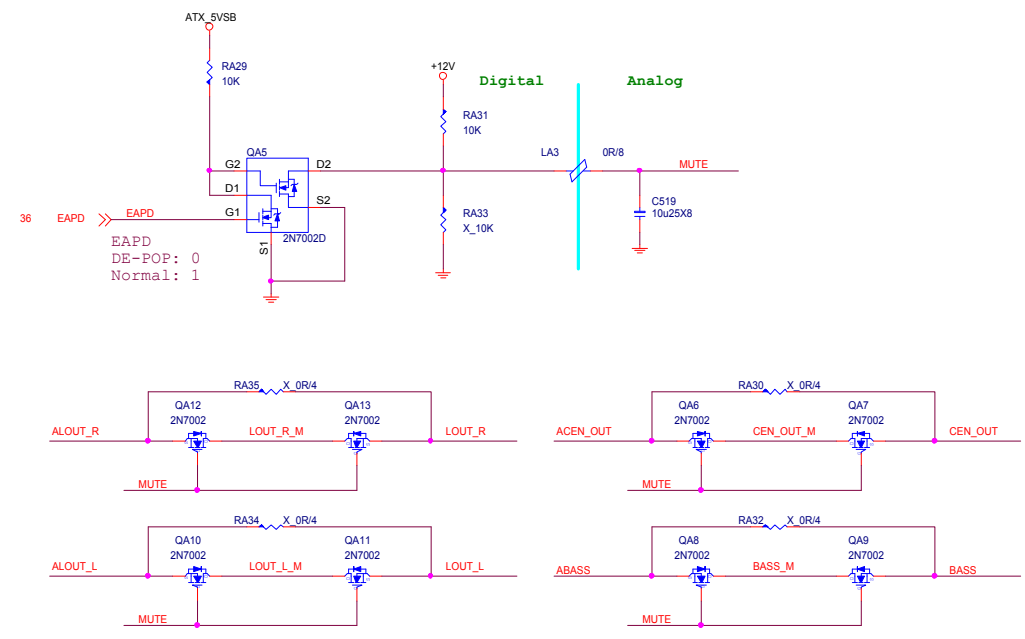 ATX_5VSB
RA29
10K
+12V
Digital
Analog
RA31
10K
QA5
LA3
0R/8
G2
D2
MUTE
D1
S2
C519
10u25X8
36
EAPD
EAPD
G1
RA33
X_10K
2N7002D
S1
EAPD
DE-POP: 0
Normal: 1
RA35
X_0R/4
RA30
X_0R/4
QA12
2N7002
QA13
2N7002
QA6
2N7002
QA7
2N7002
ALOUT_R
LOUT_R_M
LOUT_R
ACEN_OUT
CEN_OUT_M
CEN_OUT
MUTE
MUTE
RA34
X_0R/4
RA32
X_0R/4
QA10
2N7002
QA11
2N7002
QA8
2N7002
QA9
2N7002
ALOUT_L
LOUT_L_M
LOUT_L
ABASS
BASS_M
BASS
MUTE
MUTE